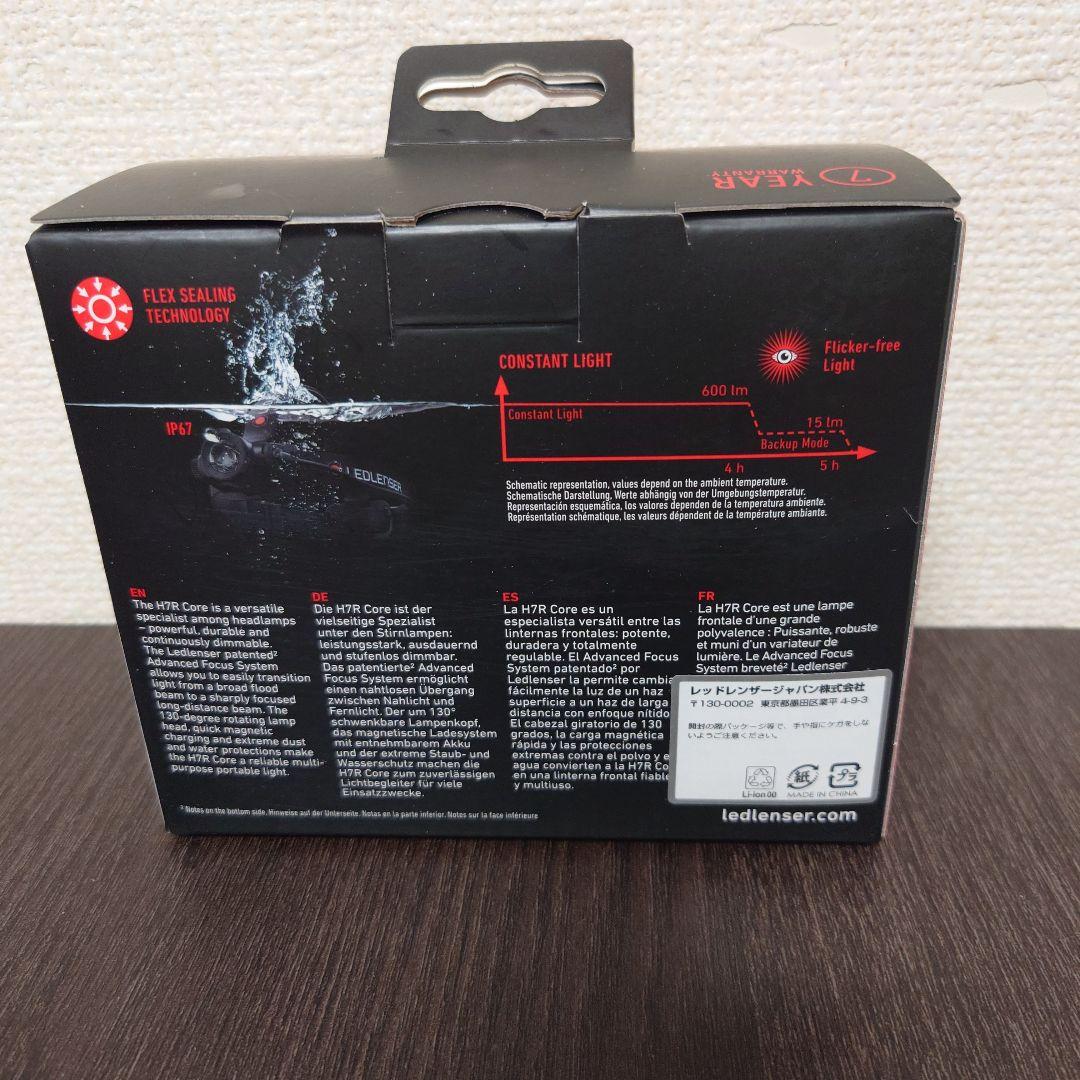 7 YEAR
WARRANTY
FLEX SEALING
TECHNOLOGY
IP67
LEDLENSER
CONSTANT LIGHT
Flicker-free
Light
600 lm
Constant Light
15 lm
Backup Mode
4 h
5 h
Schematic representation, values depend on the ambient temperature.
Schematische Darstellung, Werte abhängig von der Umgebungstemperatur.
Representación esquemática, los valores dependen de la temperatura ambiente.
Représentation schématique, les valeurs dépendent de la température ambiante.
EN
The H7R Core is a versatile
specialist among headlamps
– powerful, durable and
continuously dimmable.
The Ledlenser patented²
Advanced Focus System
allows you to easily transition
light from a broad flood
beam to a sharply focused
long-distance beam. The
130-degree rotating lamp
head, quick magnetic
charging and extreme dust
and water protections make
the H7R Core a reliable multi-
purpose portable light.
DE
Die H7R Core ist der
vielseitige Spezialist
unter den Stirnlampen:
leistungsstark, ausdauernd
und stufenlos dimmbar.
Das patentierte² Advanced
Focus System ermöglicht
einen nahtlosen Übergang
zwischen Nahlicht und
Fernlicht. Der um 130°
schwenkbare Lampenkopf,
das magnetische Ladesystem
mit entnehmbarem Akku
und der extreme Staub- und
Wasserschutz machen die
H7R Core zum zuverlässigen
Lichtbegleiter für viele
Einsatzzwecke.
ES
La H7R Core es un
especialista versátil entre las
linternas frontales: potente,
duradera y totalmente
regulable. El Advanced Focus
System patentado² por
Ledlenser la permite cambia
fácilmente la luz de un haz
superficie a un haz de larga
distancia con enfoque nítido
El cabezal giratorio de 130
grados, la carga magnética
rápida y las protecciones
extremas contra el polvo y e
agua convierten a la H7R Co
en una linterna frontal fiable
y multiuso.
FR
La H7R Core est une lampe
frontale d'une grande
polyvalence : Puissante, robuste
et muni d'un variateur de
lumière. Le Advanced Focus
System breveté² Ledlenser
レッドレンザージャパン株式会社
〒130-0002 東京都墨田区業平 4-9-3
開封の際パッケージ等で、手や指にケガをしな
いようご注意ください。
Li-ion 00
紙
プラ
MADE IN CHINA
² Notes on the bottom side. Hinweise auf der Unterseite. Notas en la parte inferior. Notes sur la face inférieure
ledlenser.com